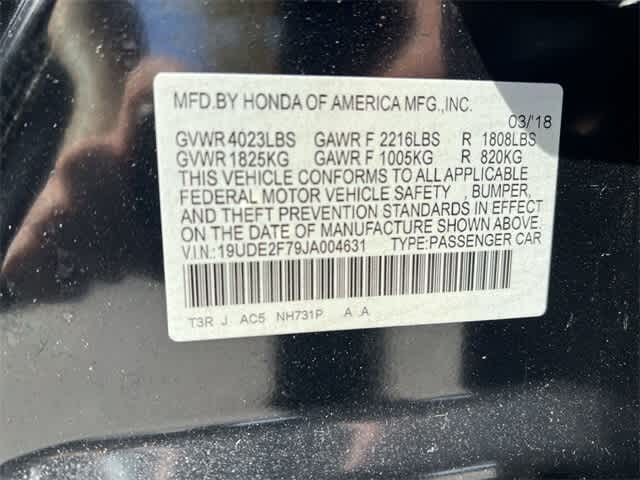 MFD.BY HONDA OF AMERICA MFG.,INC.
03/'18
GVWR 4023LBS GAWR F 2216LBS R 1808LBS
GVWR 1825KG GAWR F 1005KG R 820KG
THIS VEHICLE CONFORMS TO ALL APPLICABLE
FEDERAL MOTOR VEHICLE SAFETY , BUMPER,
AND THEFT PREVENTION STANDARDS IN EFFECT
ON THE DATE OF MANUFACTURE SHOWN ABOVE.
V.I.N.: 19UDE2F79JA004631 TYPE:PASSENGER CAR
T3R J AC5 NH731P A .A